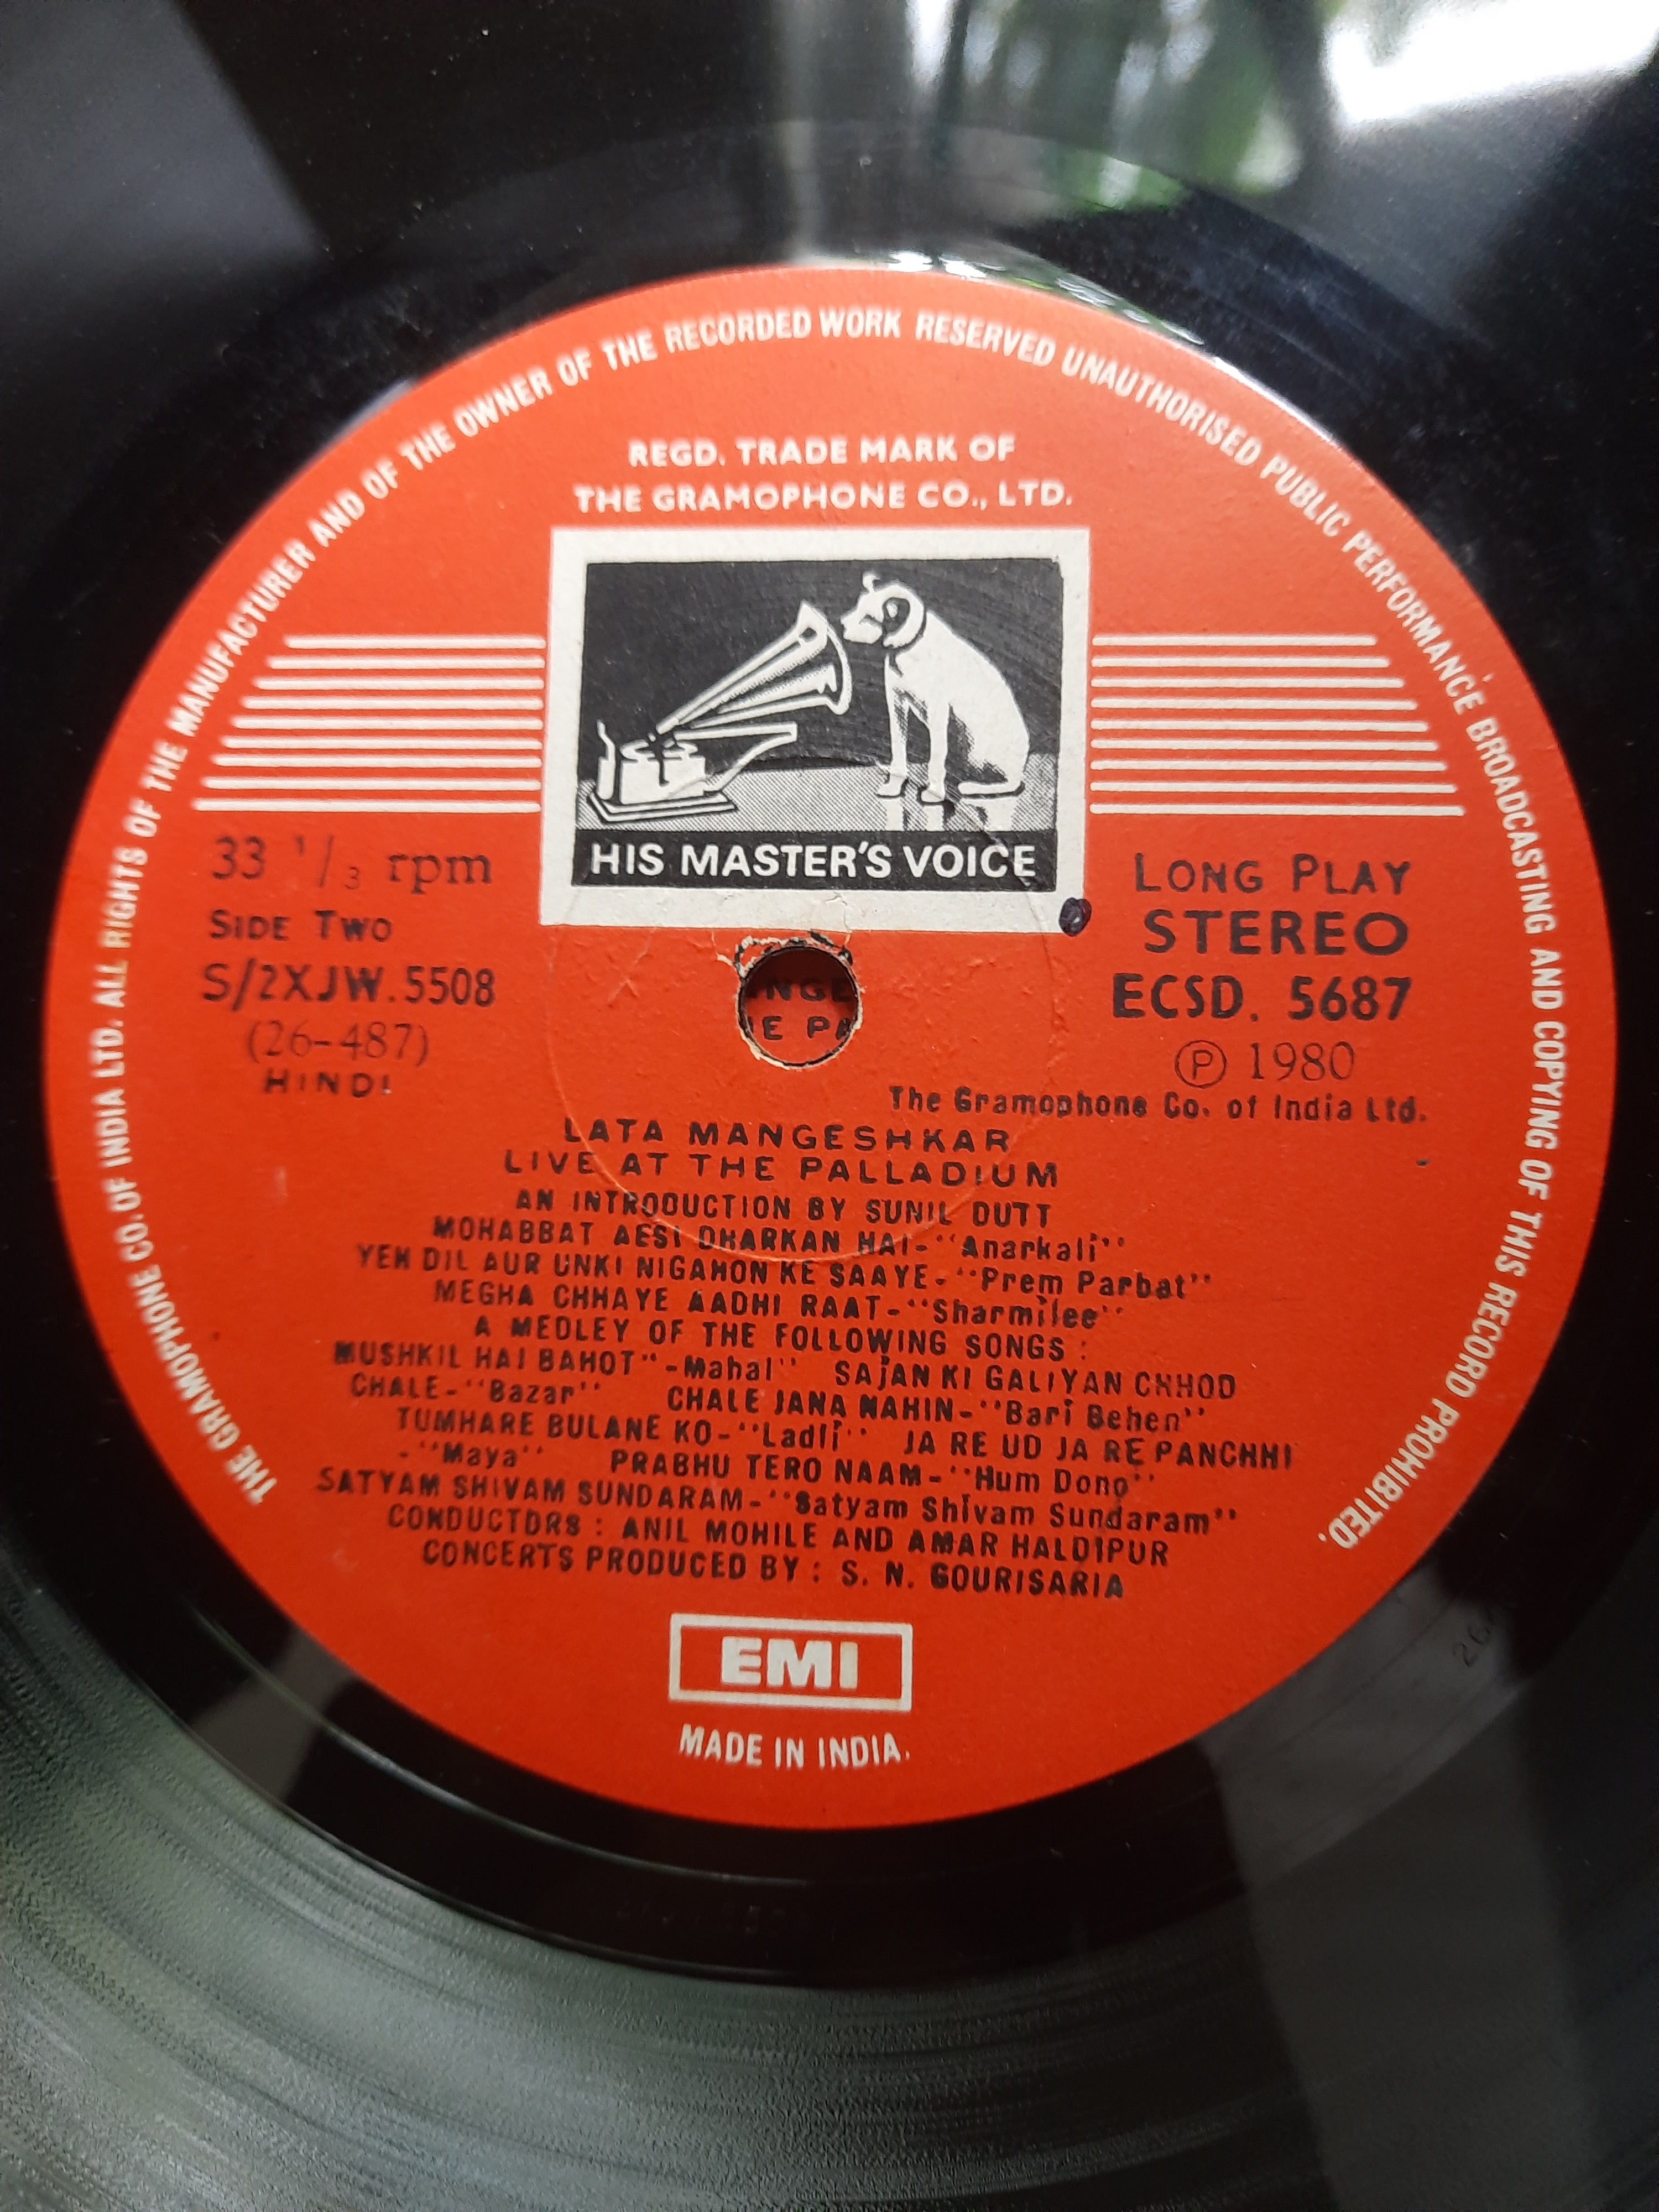 THE GRAMOPHONE CO. OF INDIA LTD. ALL RIGHTS OF THE MANUFACTURER AND OF THE OWNER OF THE RECORDED WORK RESERVED UNAUTHORISED PUBLIC PERFORMANCE BROADCASTING AND COPYING OF THIS RECORD PROHIBITED.
REGD. TRADE MARK OF
THE GRAMOPHONE CO., LTD.
HIS MASTER'S VOICE
33 1/3 rpm
SIDE TWO
S/2XJW.5508
(26-487)
HINDI
LONG PLAY
STEREO
ECSD. 5687
℗ 1980
The Gramophone Co. of India Ltd.
NGE
E PA
LATA MANGESHKAR
LIVE AT THE PALLADIUM
AN INTRODUCTION BY SUNIL DUTT
MOHABBAT AESI DHARKAN HAI-"Anarkali"
YEH DIL AUR UNKI NIGAHON KE SAAYE-"Prem Parbat"
MEGHA CHHAYE AADHI RAAT-"Sharmilee"
A MEDLEY OF THE FOLLOWING SONGS :
MUSHKIL HAI BAHOT"-Mahal" SAJAN KI GALIYAN CHHOD
CHALE-"Bazar" CHALE JANA NAHIN-"Bari Behen"
TUMHARE BULANE KO-"Ladli" JA RE UD JA RE PANCHHI
-"Maya" PRABHU TERO NAAM-"Hum Dono"
SATYAM SHIVAM SUNDARAM-"Satyam Shivam Sundaram"
CONDUCTORS : ANIL MOHILE AND AMAR HALDIPUR
CONCERTS PRODUCED BY : S. N. GOURISARIA
EMI
MADE IN INDIA.